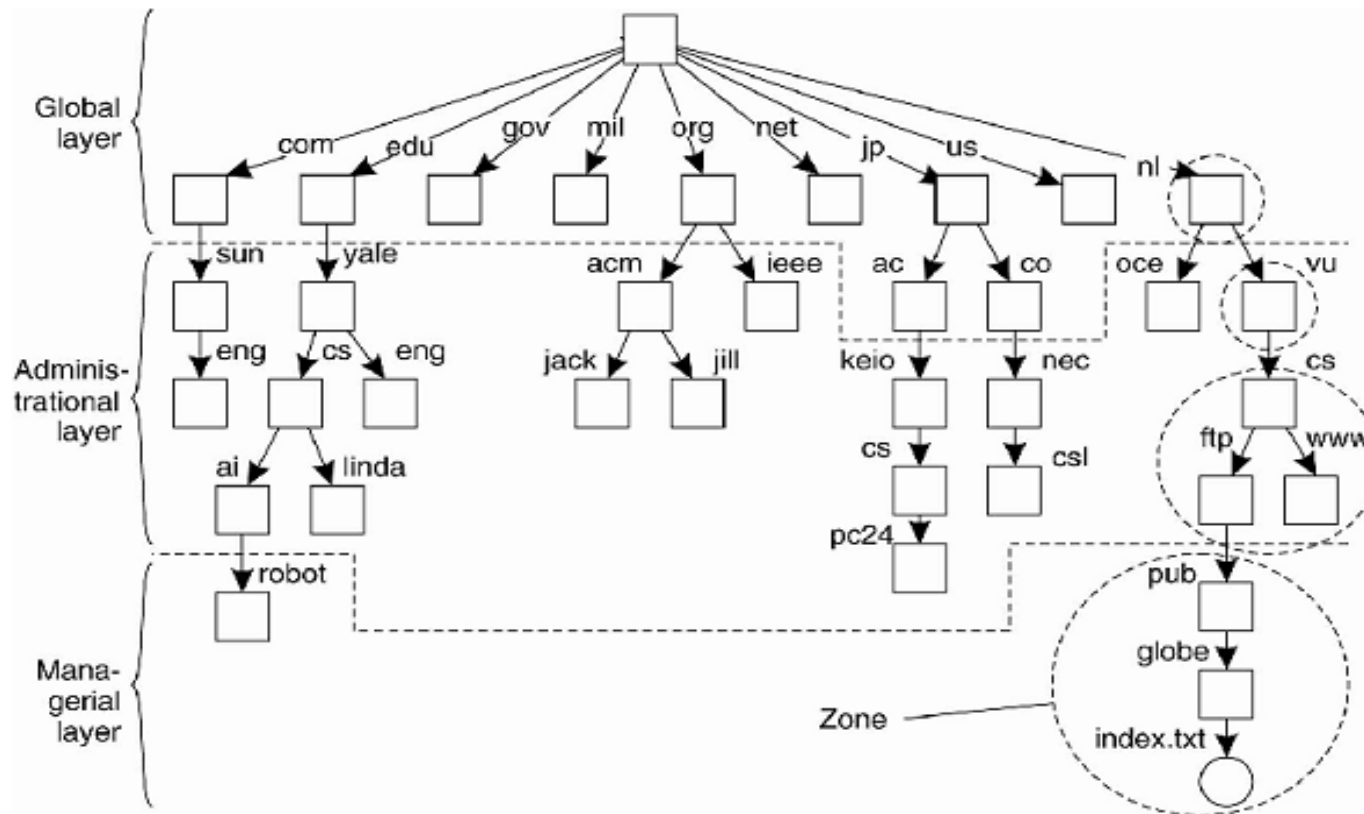 Global
layer
com
edu
gov
mil
org
net
jp
us
nl
sun
yale
acm
ieee
ac
co
oce
vu
Adminis-
trational
layer
eng
cs
eng
jack
jill
keio
nec
cs
ai
linda
cs
csl
ftp
www
pc24
robot
pub
Mana-
gerial
layer
globe
Zone
index.txt